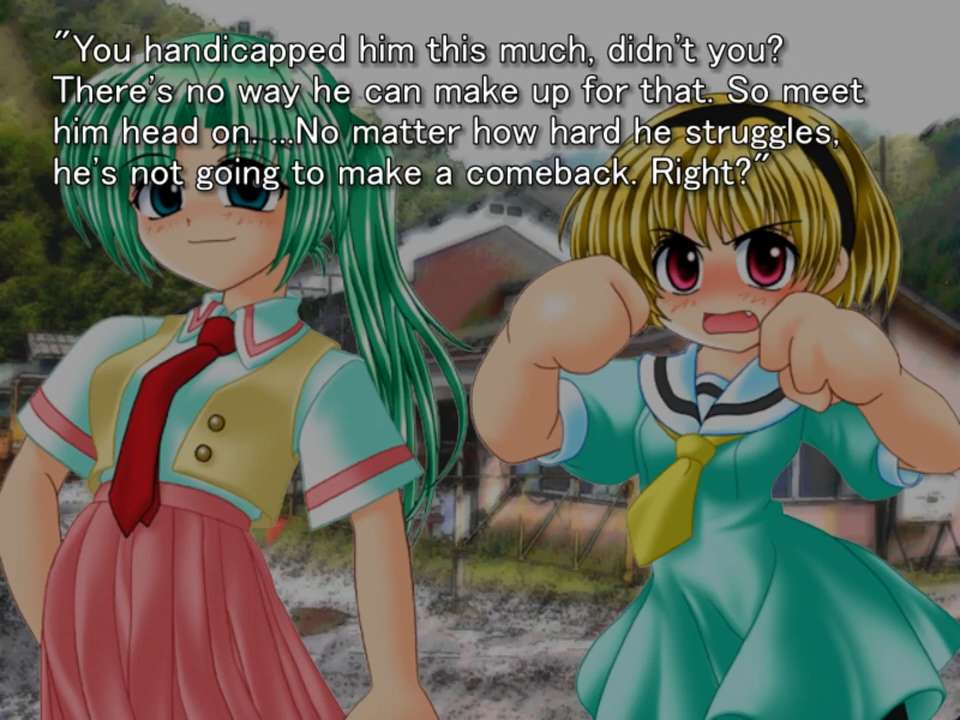 "You handicapped him this much, didn't you?
There's no way he can make up for that. So meet
him head on. ...No matter how hard he struggles,
he's not going to make a comeback. Right?"